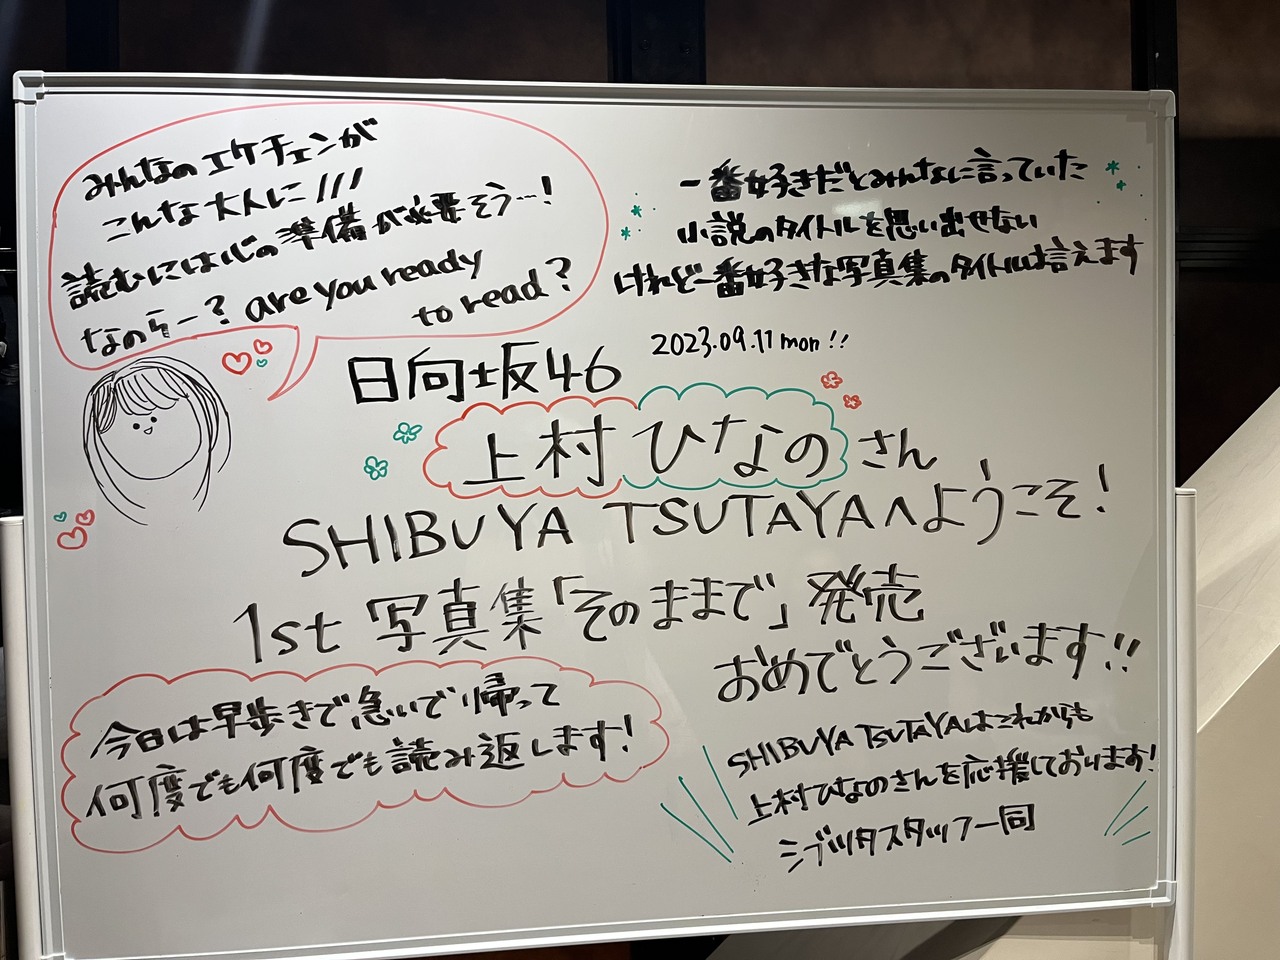 みんなのエケチェンが
こんな大人に///
読むには心の準備が必要そう…!
なのらー? are you ready
to read?
一番好きだとみんなに言っていた
小説のタイトルを思い出せない
けれど一番好きな写真集のタイトルは言えます
2023.09.11 mon!!
日向坂46
上村ひなのさん
SHIBUYA TSUTAYAへようこそ!
1st 写真集「そのままで」発売
おめでとうございます!!
今日は早歩きで急いで帰って
何度でも何度でも読み返します!
SHIBUYA TSUTAYAはこれからも
上村ひなのさんを応援しております!
シブツタスタッフ一同